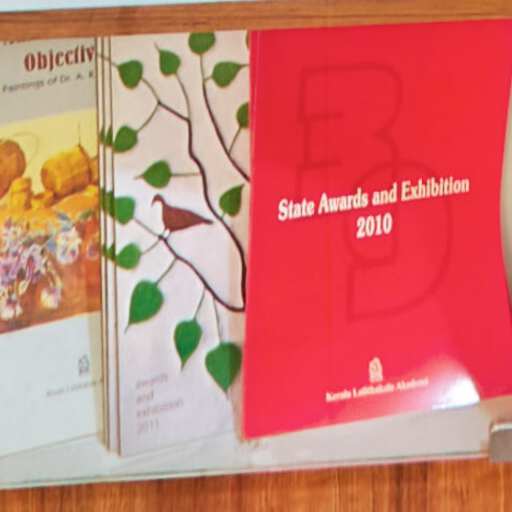 Objectiv
Paintings of Dr. A. K
awards
and
exhibition
2011
State Awards and Exhibition
2010
Kerala Lalithakala Akademi